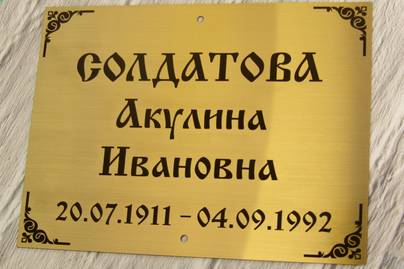 СОЛДАТОВА
Акулина
Ивановна
20.07.1911 – 04.09.1992